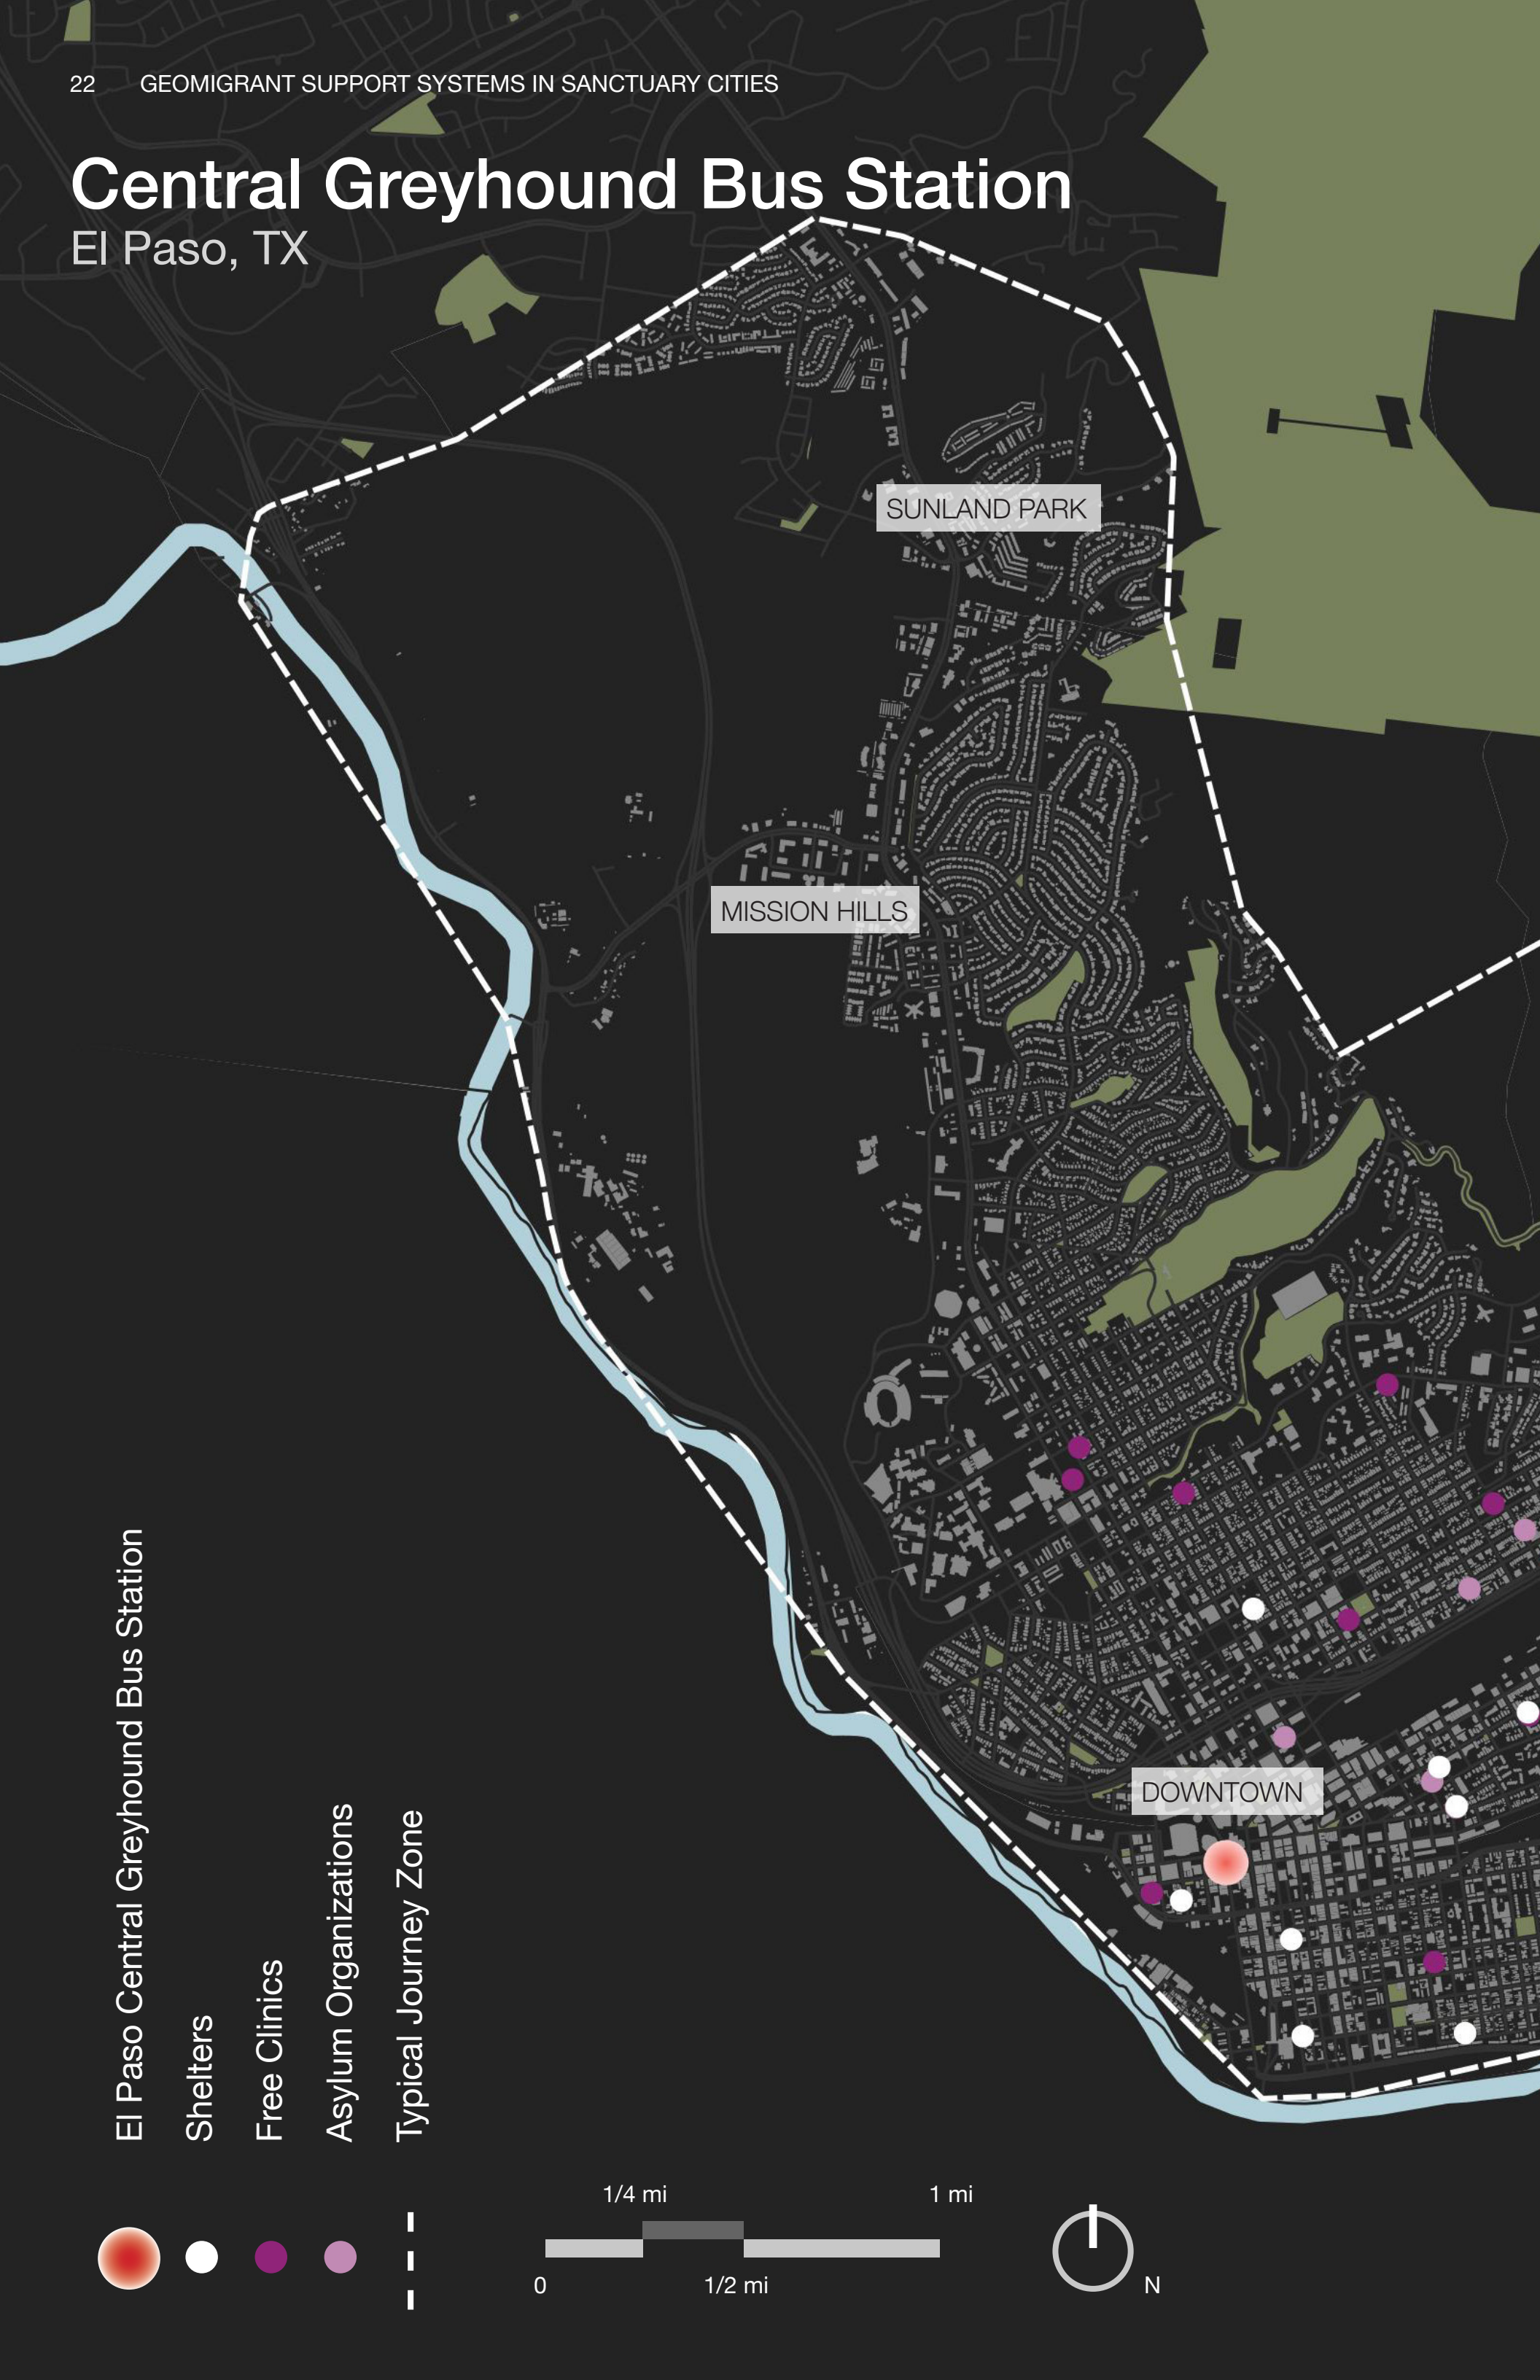 22 GEOMIGRANT SUPPORT SYSTEMS IN SANCTUARY CITIES
Central Greyhound Bus Station
El Paso, TX
SUNLAND PARK
MISSION HILLS
DOWNTOWN
El Paso Central Greyhound Bus Station
Shelters
Free Clinics
Asylum Organizations
Typical Journey Zone
1/4 mi 1 mi
0 1/2 mi
N